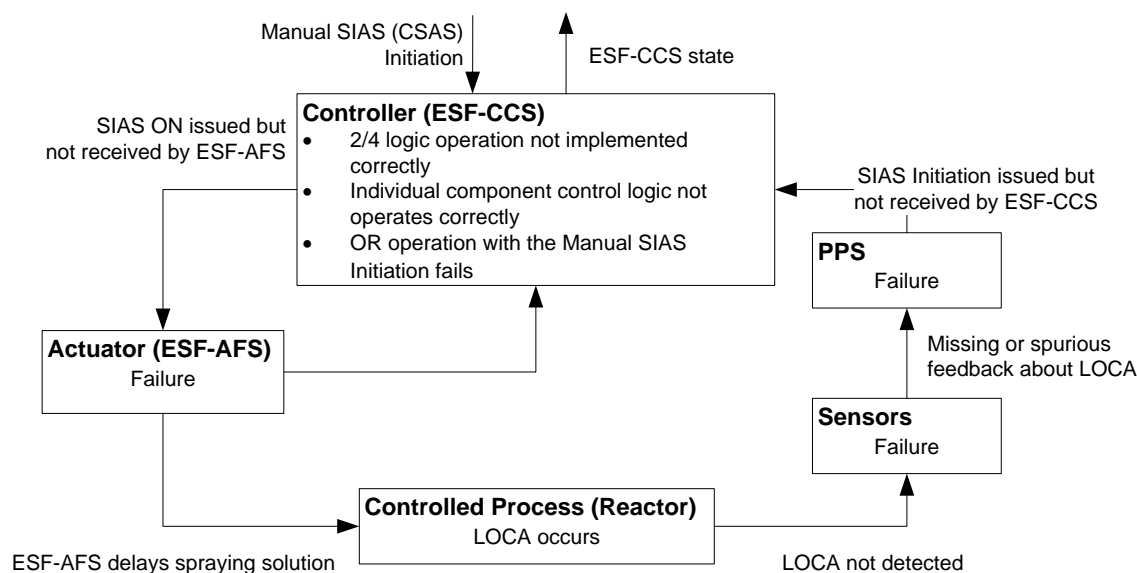 Manual SIAS (CSAS)
Initiation
ESF-CCS state
SIAS ON issued but
not received by ESF-AFS
Controller (ESF-CCS)
• 2/4 logic operation not implemented
correctly
• Individual component control logic not
operates correctly
• OR operation with the Manual SIAS
Initiation fails
SIAS Initiation issued but
not received by ESF-CCS
PPS
Failure
Actuator (ESF-AFS)
Failure
Missing or spurious
feedback about LOCA
Sensors
Failure
Controlled Process (Reactor)
LOCA occurs
ESF-AFS delays spraying solution
LOCA not detected